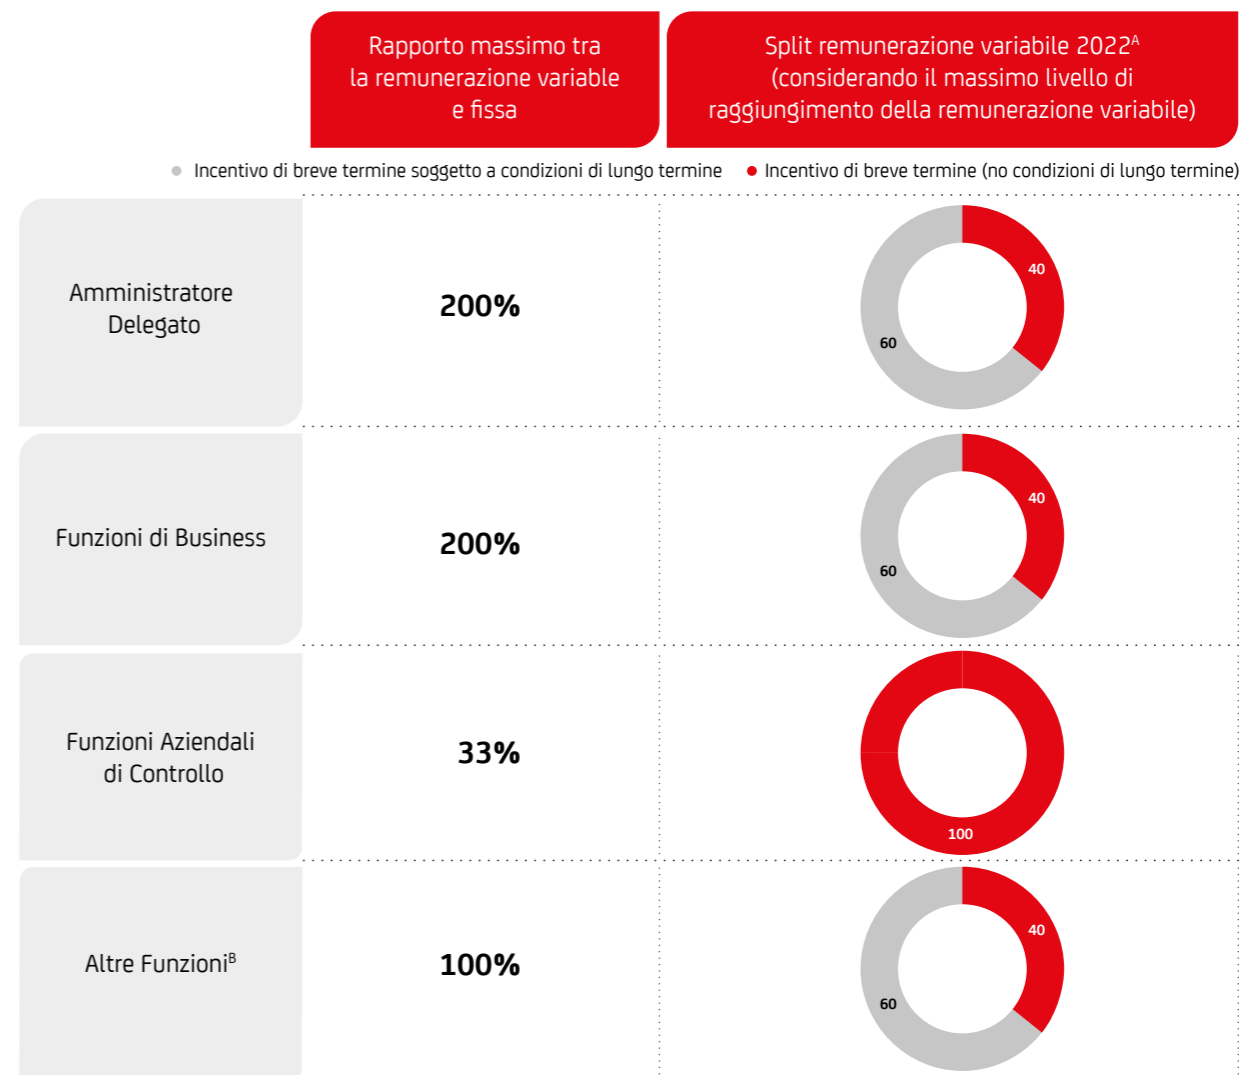 Rapporto massimo tra
la remunerazione variable
e fissa
Split remunerazione variabile 2022ᴬ
(considerando il massimo livello di
raggiungimento della remunerazione variabile)
Incentivo di breve termine soggetto a condizioni di lungo termine
Incentivo di breve termine (no condizioni di lungo termine)
Amministratore
Delegato
200%
40
60
Funzioni di Business
200%
40
60
Funzioni Aziendali
di Controllo
33%
100
Altre Funzioniᴮ
100%
40
60